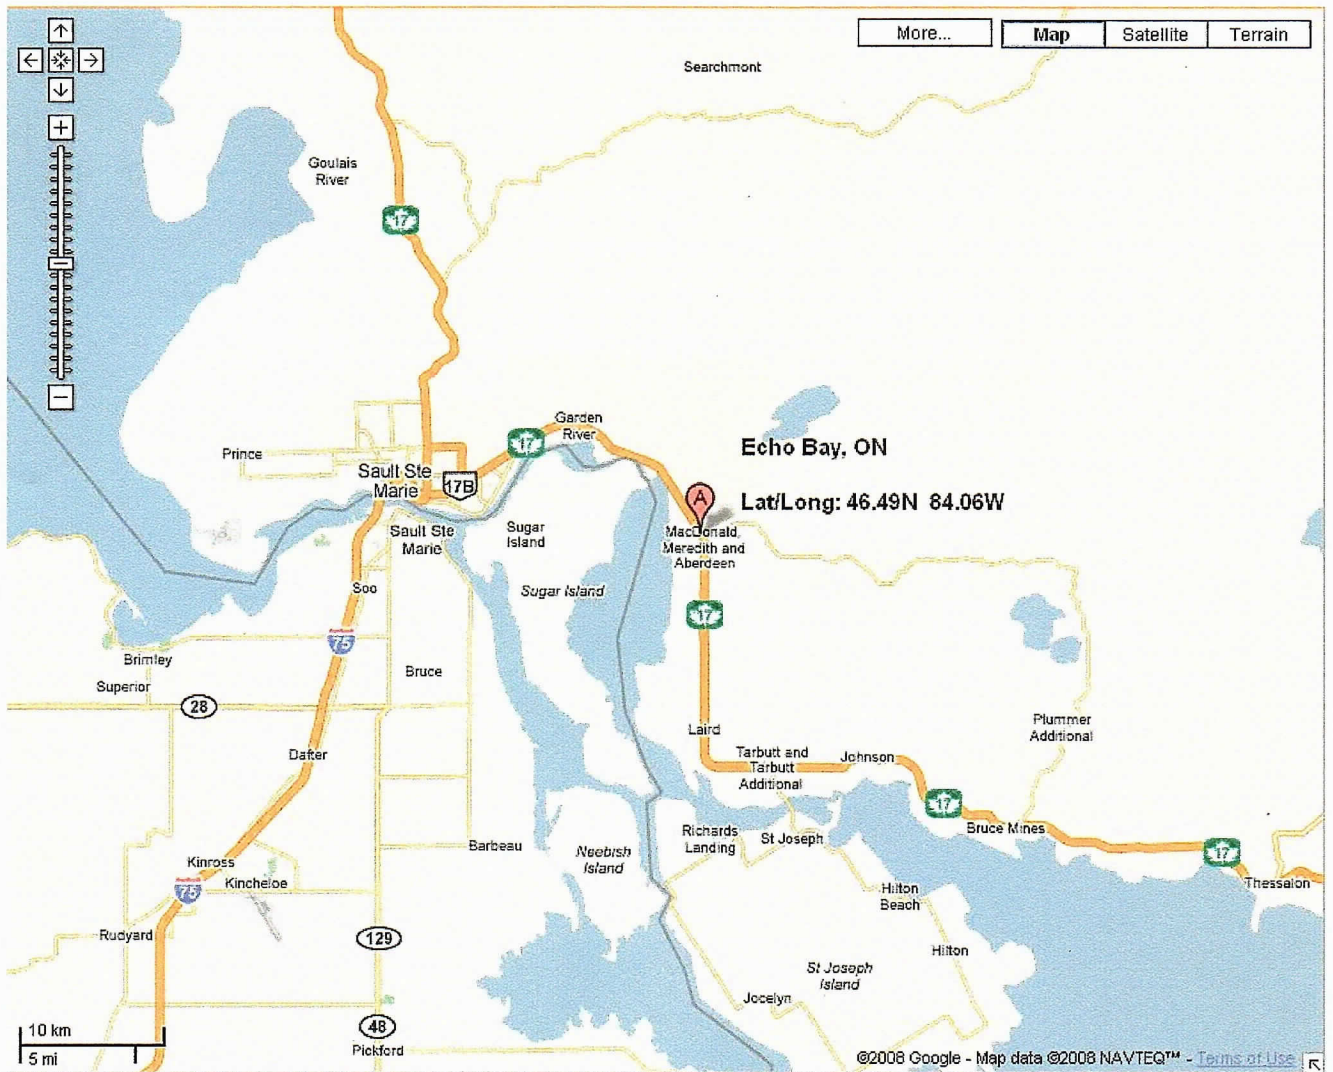 More...
Map
Satellite
Terrain
Searchmont
Goulais
River
17
Garden
River
17
Echo Bay, ON
Prince
Sault Ste
Marie
17B
A
Lat/Long: 46.49N 84.06W
Sault Ste
Marie
Sugar
Island
MacDonald,
Meredith and
Aberdeen
Soo
Sugar Island
17
75
Brimley
Superior
Bruce
28
Plummer
Additional
Laird
Dafter
Tarbutt and
Tarbutt
Additional
Johnson
17
Bruce Mines
Richards
Landing
St Joseph
Barbeau
Neebish
Island
17
Kinross
Kincheloe
75
Thessalon
Hilton
Beach
Rudyard
129
Hilton
St Joseph
Island
Jocelyn
10 km
5 mi
48
Pickford
©2008 Google - Map data ©2008 NAVTEQ™ - Terms of Use